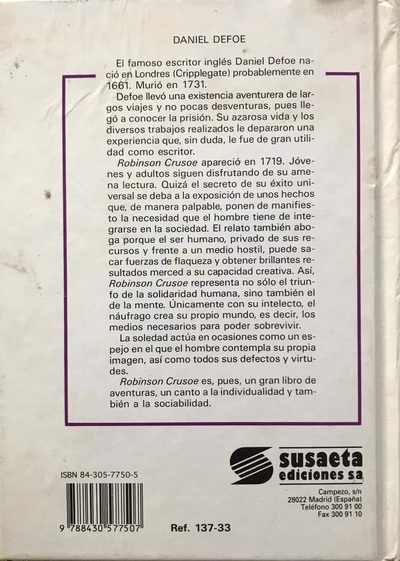 DANIEL DEFOE
El famoso escritor inglés Daniel Defoe na-
ció en Londres (Cripplegate) probablemente en
1661. Murió en 1731.
Defoe llevó una existencia aventurera de lar-
gos viajes y no pocas desventuras, pues lle-
gó a conocer la prisión. Su azarosa vida y los
diversos trabajos realizados le depararon una
experiencia que, sin duda, le fue de gran utili-
dad como escritor.
Robinson Crusoe apareció en 1719. Jóve-
nes y adultos siguen disfrutando de su ame-
na lectura. Quizá el secreto de su éxito uni-
versal se deba a la exposición de unos hechos
que, de manera palpable, ponen de manifies-
to la necesidad que el hombre tiene de inte-
grarse en la sociedad. El relato también abo-
ga porque el ser humano, privado de sus re-
cursos y frente a un medio hostil, puede sa-
car fuerzas de flaqueza y obtener brillantes re-
sultados merced a su capacidad creativa. Así,
Robinson Crusoe representa no sólo el triun-
fo de la solidaridad humana, sino también el
de la mente. Únicamente con su intelecto, el
náufrago crea su propio mundo, es decir, los
medios necesarios para poder sobrevivir.
La soledad actúa en ocasiones como un es-
pejo en el que el hombre contempla su propia
imagen, así como todos sus defectos y virtu-
des.
Robinson Crusoe es, pues, un gran libro de
aventuras, un canto a la individualidad y tam-
bién a la sociabilidad.
ISBN 84-305-7750-5
9 788430 577507
Ref. 137-33
susaeta
ediciones sa
Campezo, s/n
28022 Madrid (España)
Teléfono 300 91 00
Fax 300 91 10